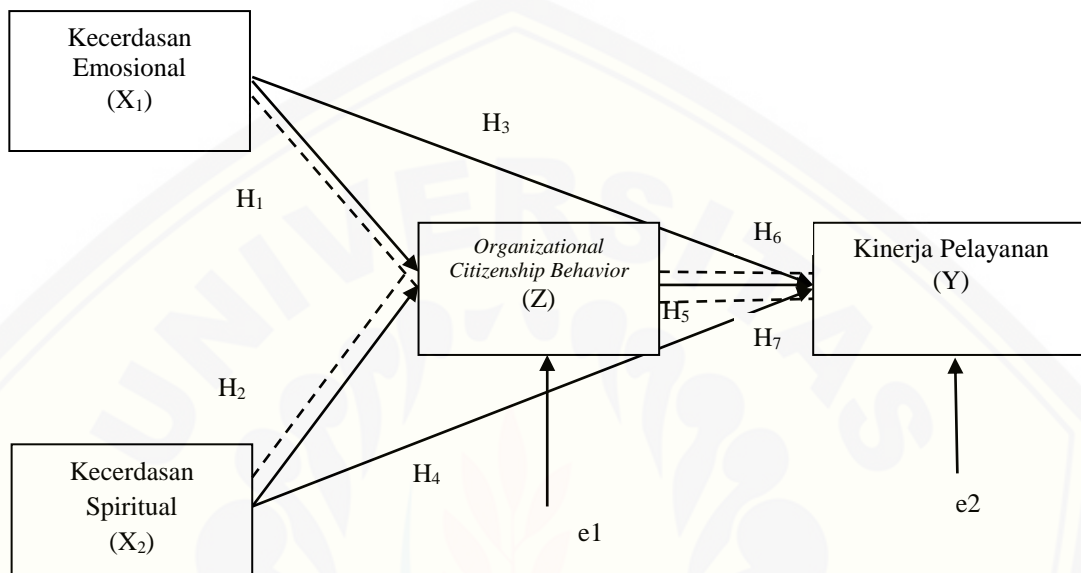 Kecerdasan
Emosional
(X₁)
H₃
H₁
H₆
Organizational
Citizenship Behavior
(Z)
Kinerja Pelayanan
(Y)
H₅
H₇
H₂
Kecerdasan
Spiritual
(X₂)
H₄
e1
e2
UNIVERSITAS